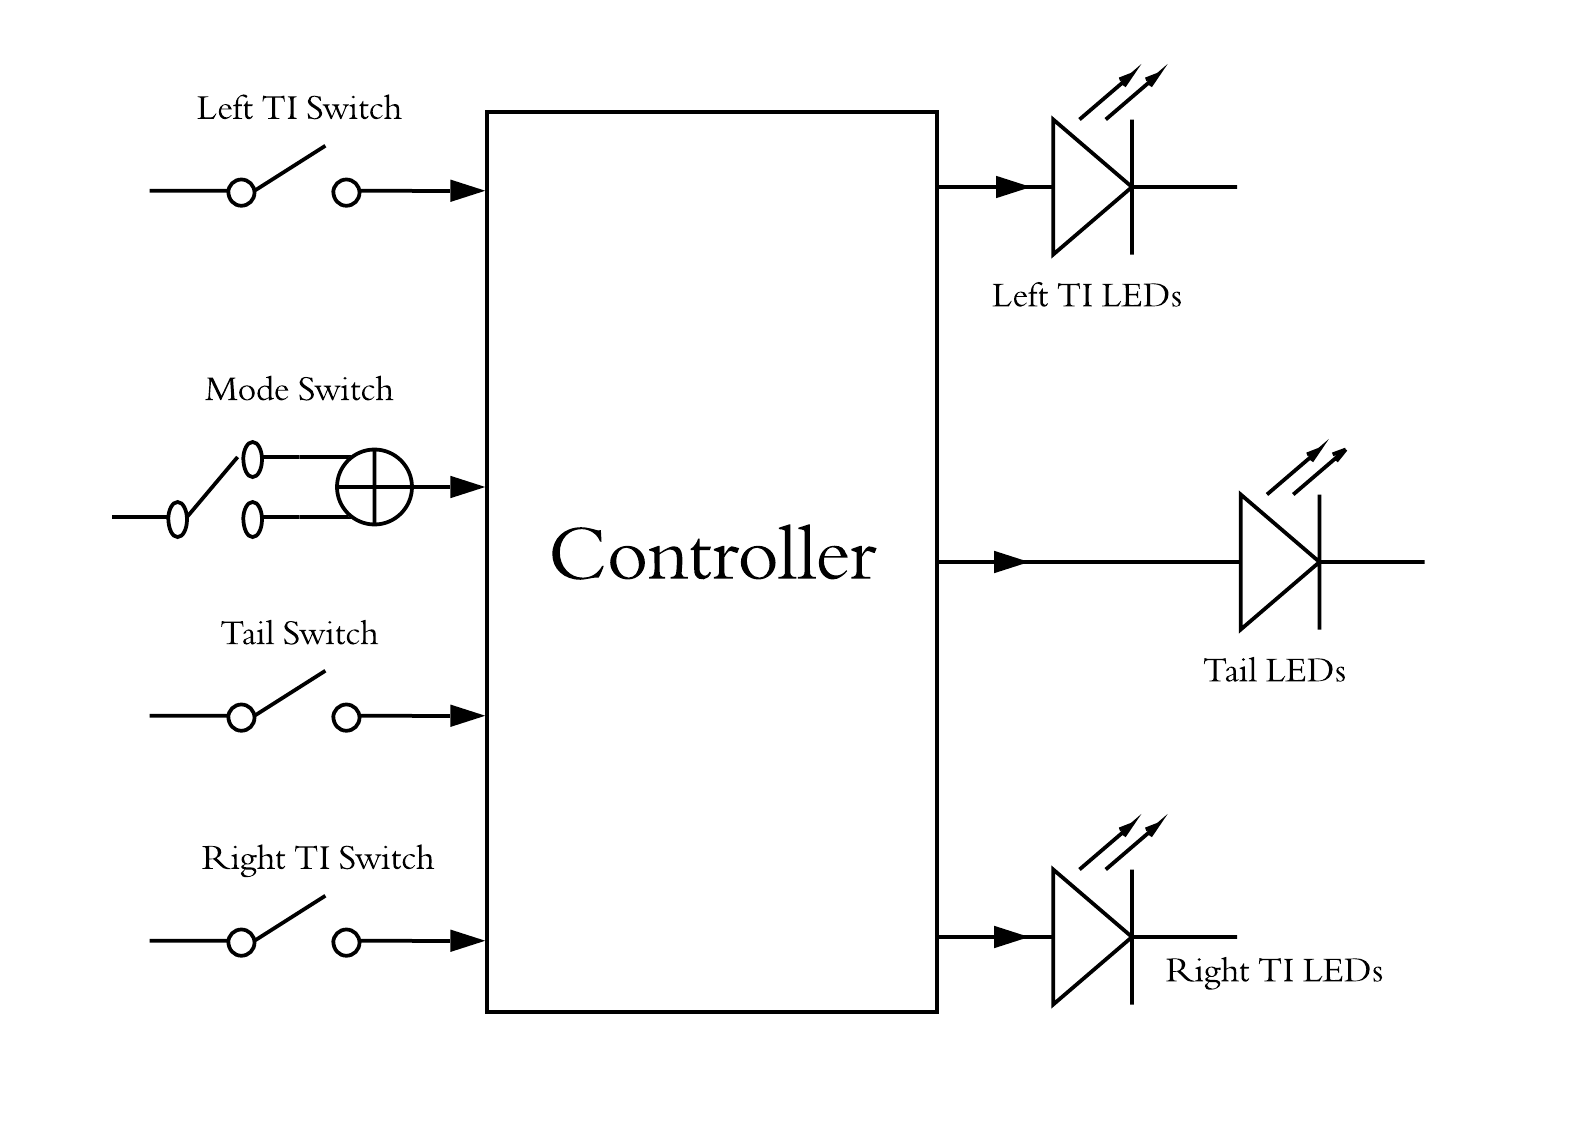 Left TI Switch
Left TI LEDs
Mode Switch
Controller
Tail Switch
Tail LEDs
Right TI Switch
Right TI LEDs